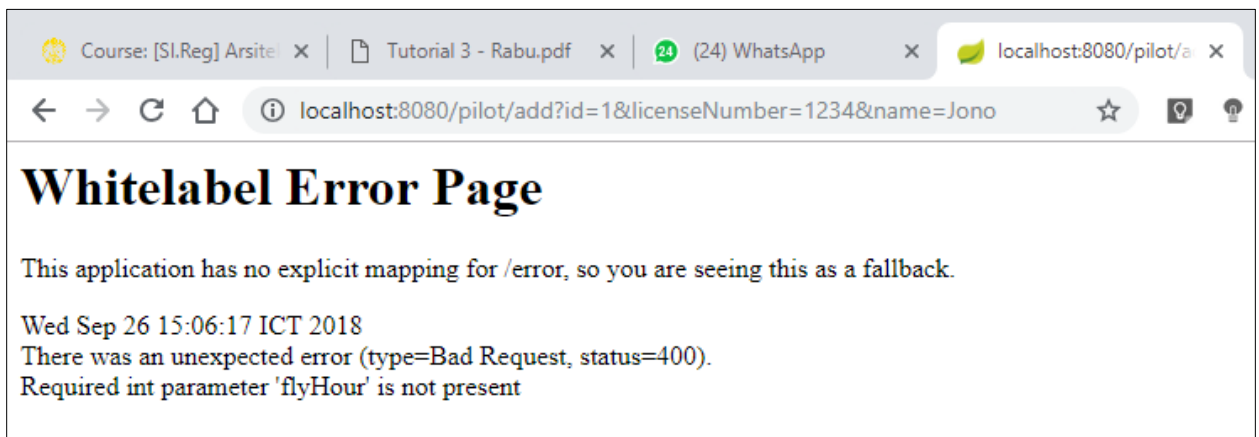 Course: [SI.Reg] Arsite
Tutorial 3 - Rabu.pdf
24
(24) WhatsApp
localhost:8080/pilot/a
localhost:8080/pilot/add?id=1&licenseNumber=1234&name=Jono
Whitelabel Error Page
This application has no explicit mapping for /error, so you are seeing this as a fallback.
Wed Sep 26 15:06:17 ICT 2018
There was an unexpected error (type=Bad Request, status=400).
Required int parameter 'flyHour' is not present